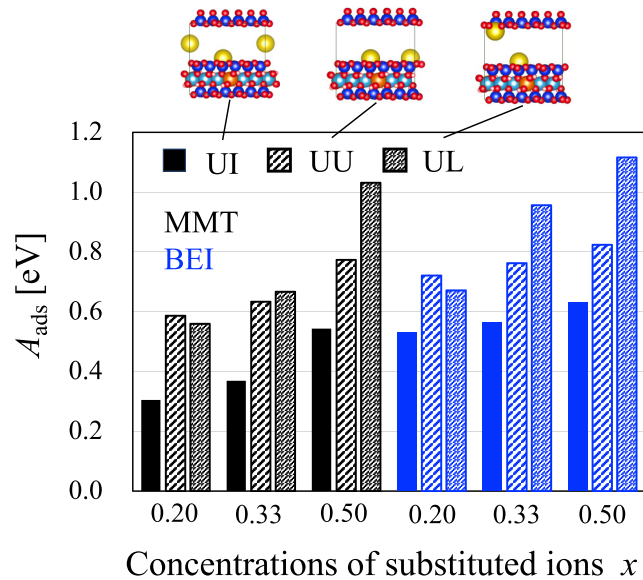 1.2
1.0
0.8
0.6
0.4
0.2
0.0
A_ads [eV]
UI UU UL
MMT
BEI
0.20 0.33 0.50 0.20 0.33 0.50
Concentrations of substituted ions x